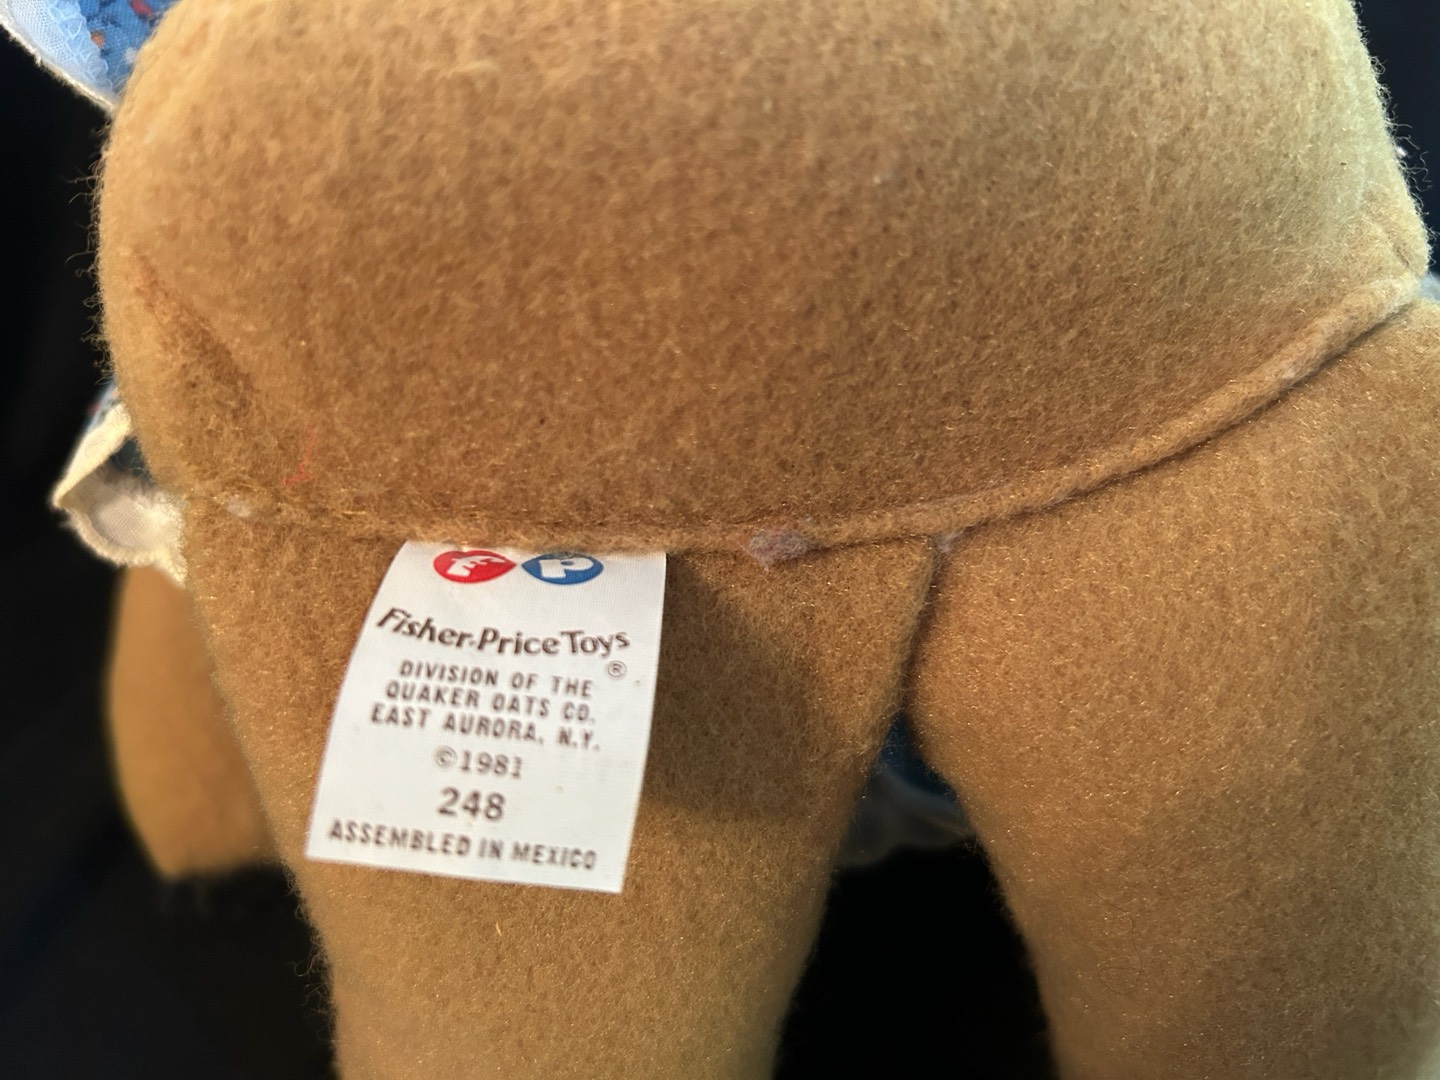 FP
Fisher-Price Toys
®
DIVISION OF THE
QUAKER OATS CO.
EAST AURORA, N.Y.
©1981
248
ASSEMBLED IN MEXICO